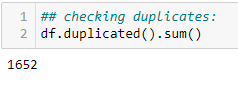 1 ## checking duplicates:
2 df.duplicated().sum()
1652